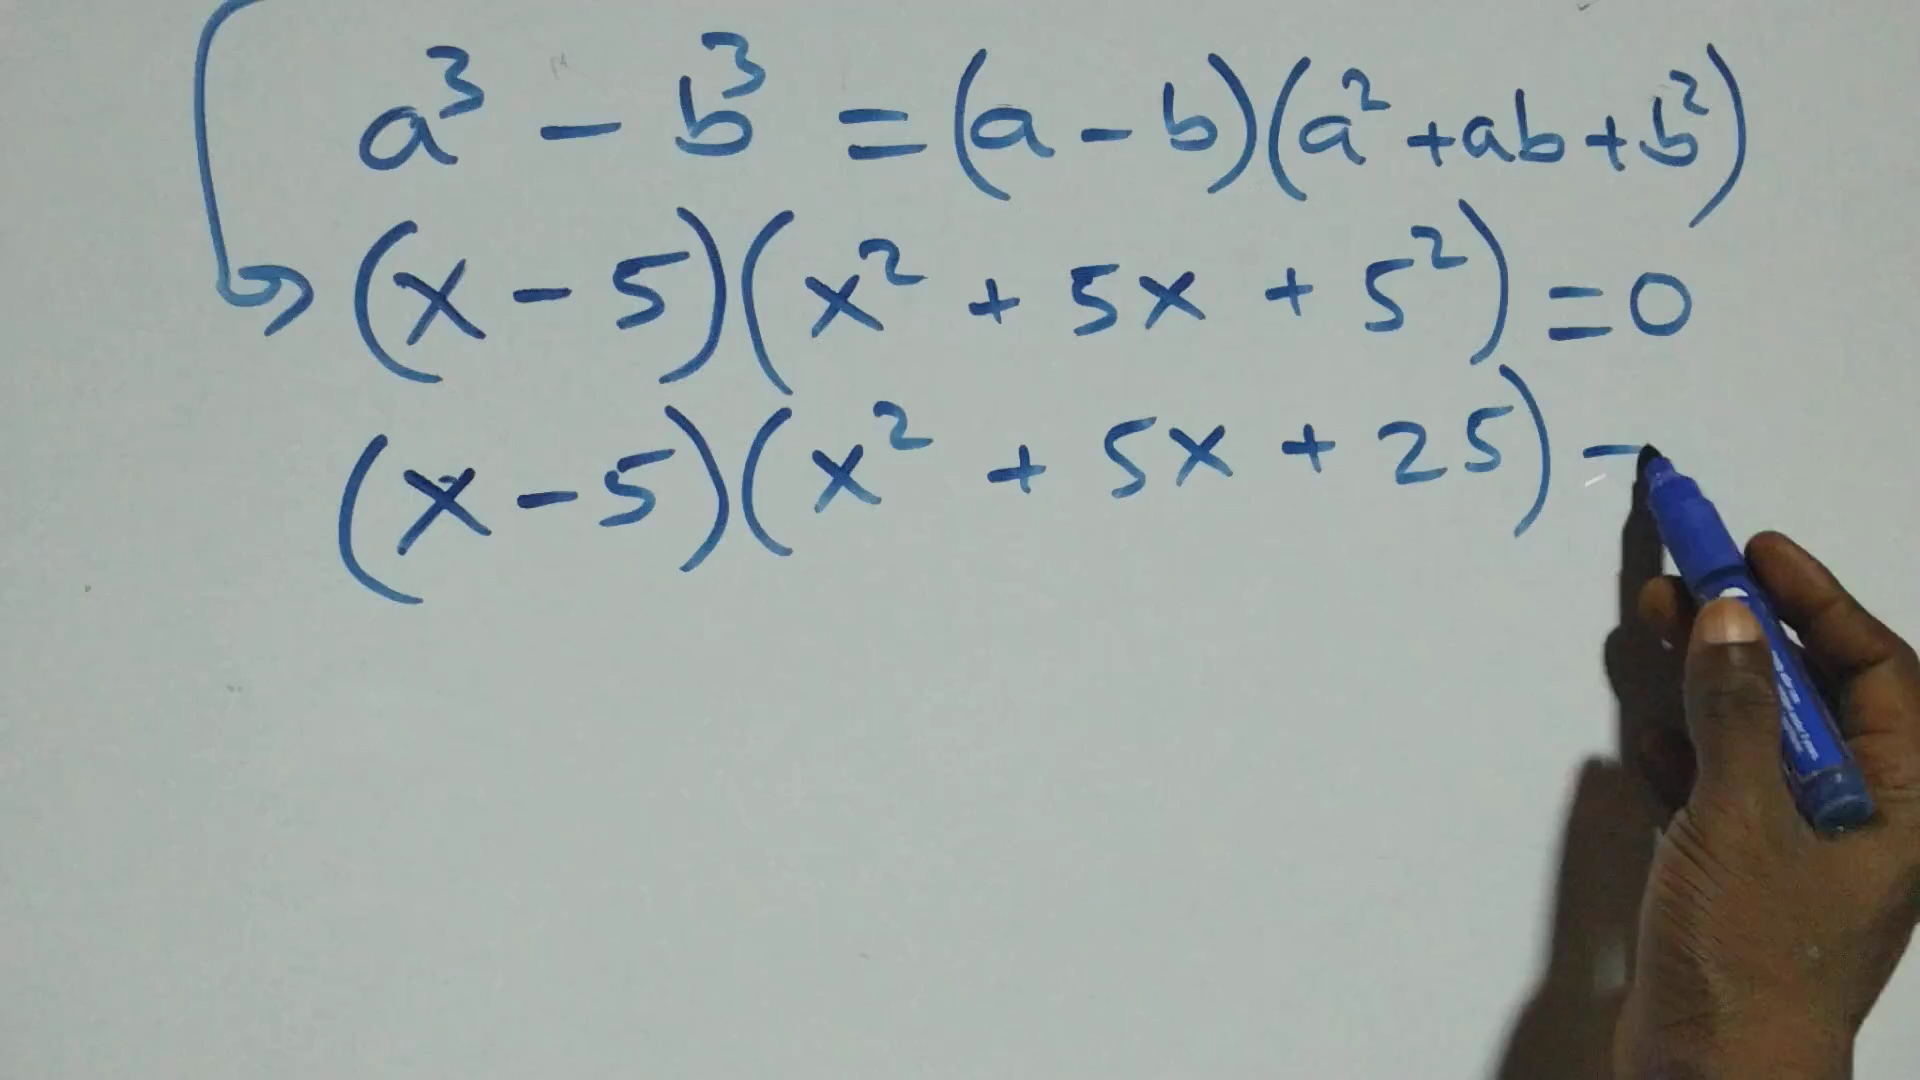 a³ - b³ = (a - b)(a² + ab + b²)
(x - 5)(x² + 5x + 5²) = 0
(x - 5)(x² + 5x + 25) -